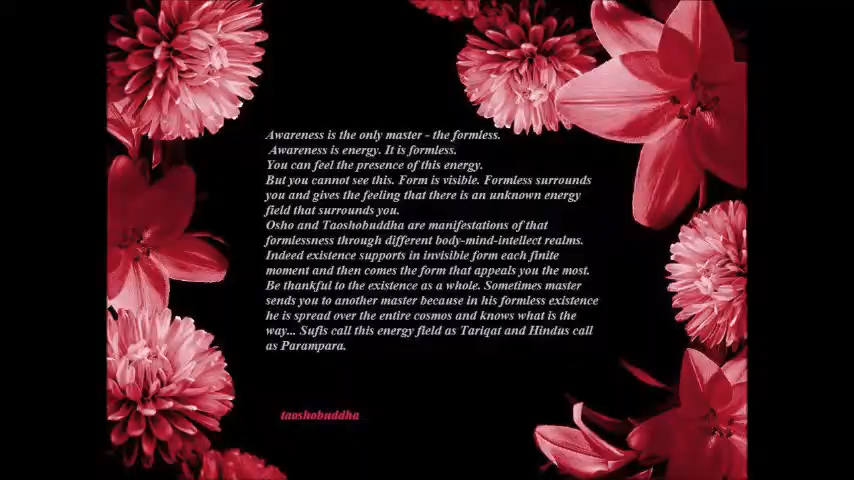 Awareness is the only master - the formless.
Awareness is energy. It is formless.
You can feel the presence of this energy.
But you cannot see this. Form is visible. Formless surrounds
you and gives the feeling that there is an unknown energy
field that surrounds you.
Osho and Taoshobuddha are manifestations of that
formlessness through different body-mind-intellect realms.
Indeed existence supports in invisible form each finite
moment and then comes the form that appeals you the most.
Be thankful to the existence as a whole. Sometimes master
sends you to another master because in his formless existence
he is spread over the entire cosmos and knows what is the
way... Sufis call this energy field as Tariqat and Hindus call
as Parampara.
taoshobuddha